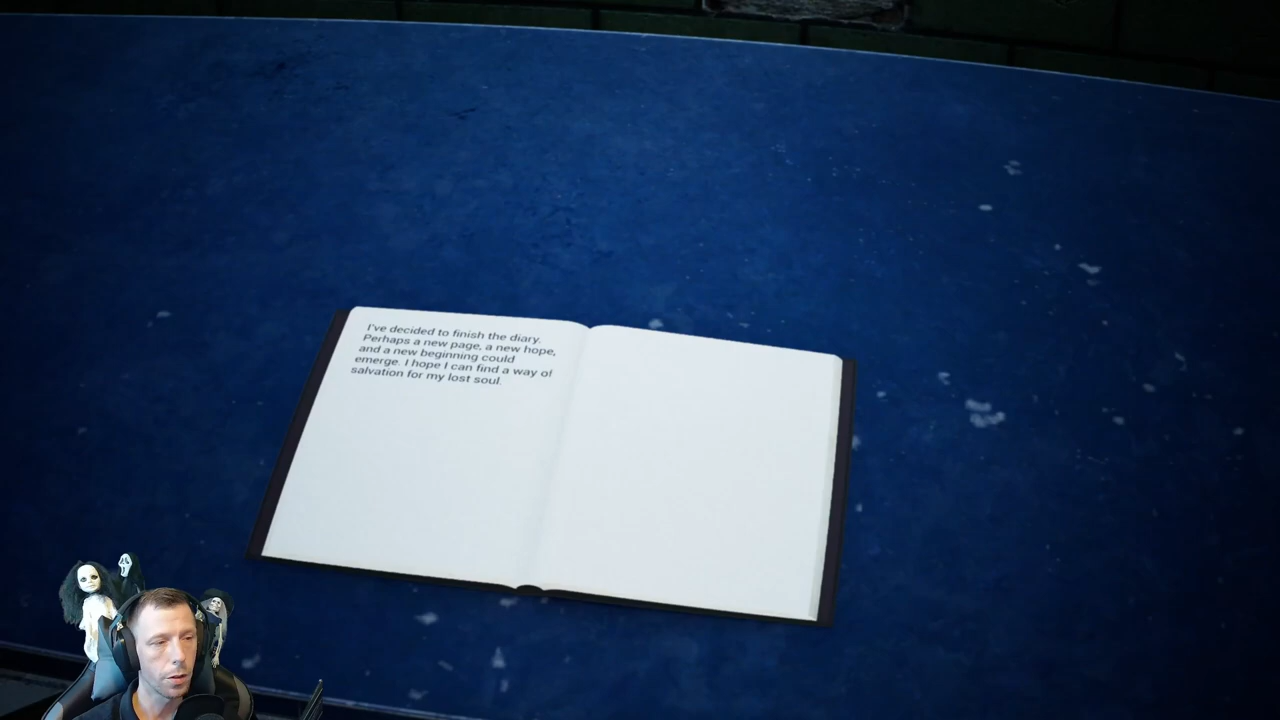 I've decided to finish the diary.
Perhaps a new page, a new hope,
and a new beginning could
emerge. I hope I can find a way of
salvation for my lost soul.